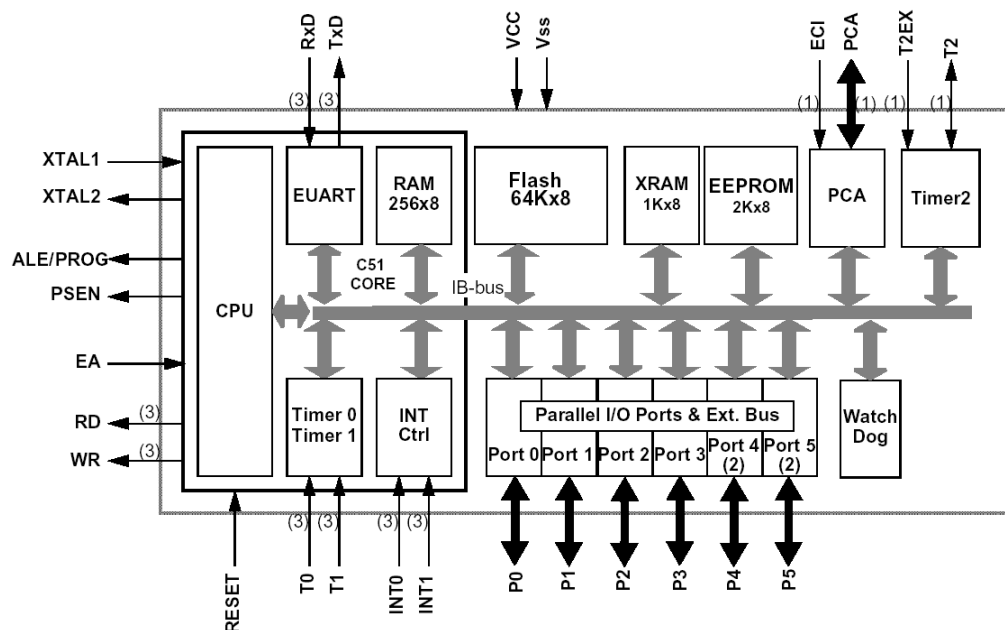 RxD
TxD
VCC
Vss
ECI
PCA
T2EX
T2
(3)
(3)
(1)
(1)
(1)
(1)
XTAL1
XTAL2
ALE/PROG
PSEN
EA
RD
(3)
WR
(3)
CPU
EUART
RAM
256x8
C51
CORE
IB-bus
Flash
64Kx8
XRAM
1Kx8
EEPROM
2Kx8
PCA
Timer2
Timer 0
Timer 1
INT
Ctrl
Parallel I/O Ports & Ext. Bus
Port 0
Port 1
Port 2
Port 3
Port 4
(2)
Port 5
(2)
Watch
Dog
(3)
(3)
(3)
(3)
RESET
T0
T1
INT0
INT1
P0
P1
P2
P3
P4
P5